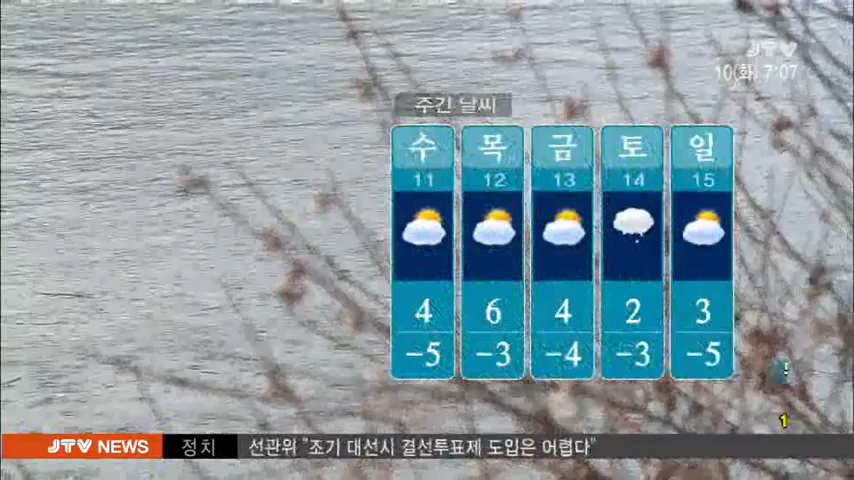 JTV
10(화) 7:07
주간 날씨
수 목 금 토 일
11 12 13 14 15
4 6 4 2 3
-5 -3 -4 -3 -5
1
JTV NEWS 정치 선관위 "조기 대선시 결선투표제 도입은 어렵다"